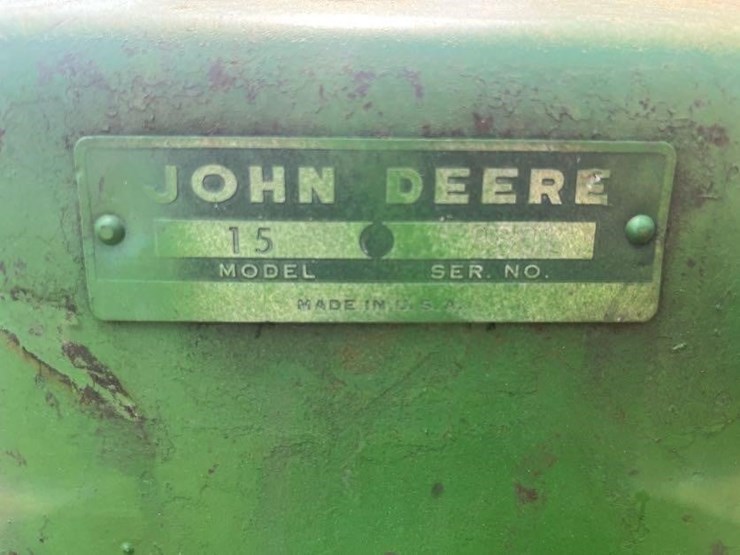 JOHN DEERE
15
MODEL SER. NO.
MADE IN U.S.A.